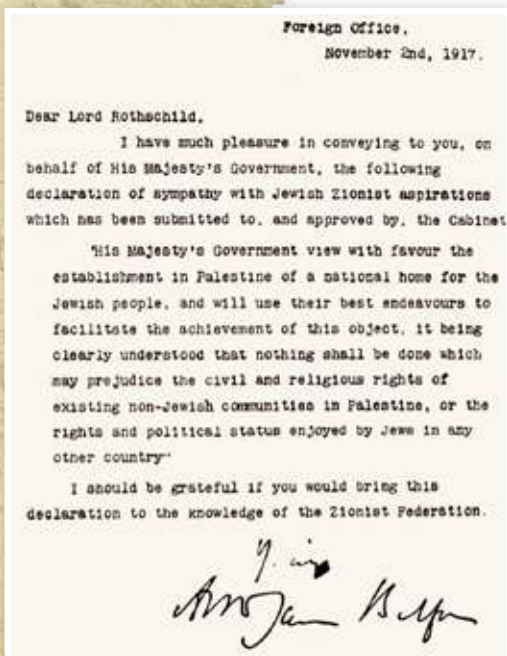 Foreign Office,
November 2nd, 1917.
Dear Lord Rothschild,
I have much pleasure in conveying to you, on
behalf of His Majesty's Government, the following
declaration of sympathy with Jewish Zionist aspirations
which has been submitted to, and approved by, the Cabinet
"His Majesty's Government view with favour the
establishment in Palestine of a national home for the
Jewish people, and will use their best endeavours to
facilitate the achievement of this object, it being
clearly understood that nothing shall be done which
may prejudice the civil and religious rights of
existing non-Jewish communities in Palestine, or the
rights and political status enjoyed by Jews in any
other country"
I should be grateful if you would bring this
declaration to the knowledge of the Zionist Federation.